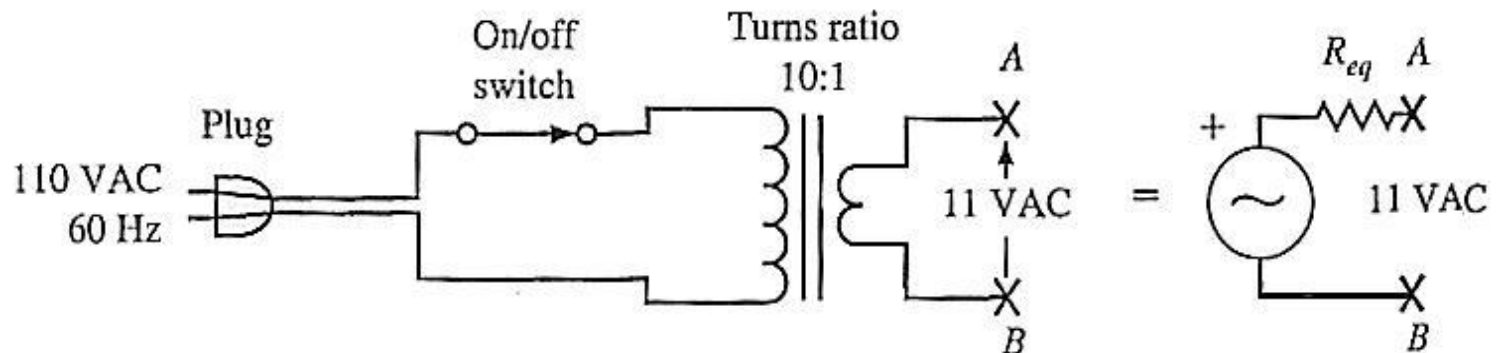 On/off
switch
Turns ratio
10:1
Plug
110 VAC
60 Hz
A
11 VAC
B
=
+
~
R_eq
A
11 VAC
B